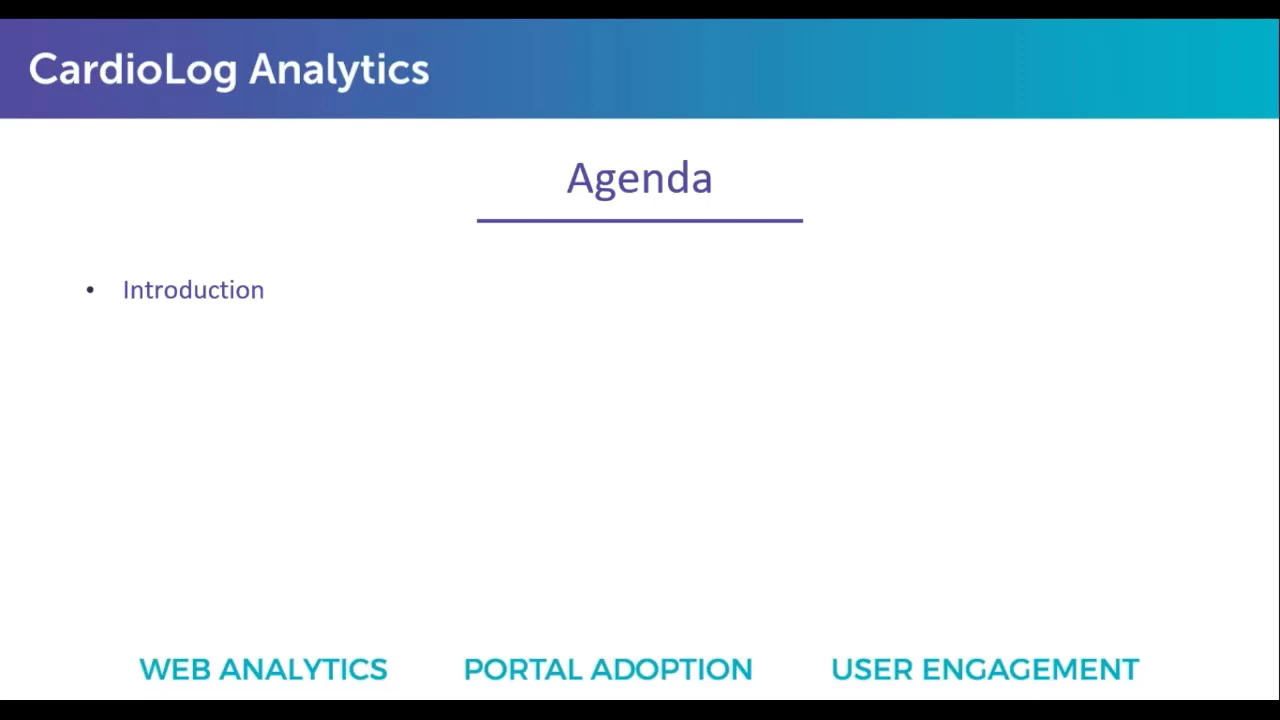 CardioLog Analytics
Agenda
• Introduction
WEB ANALYTICS PORTAL ADOPTION USER ENGAGEMENT